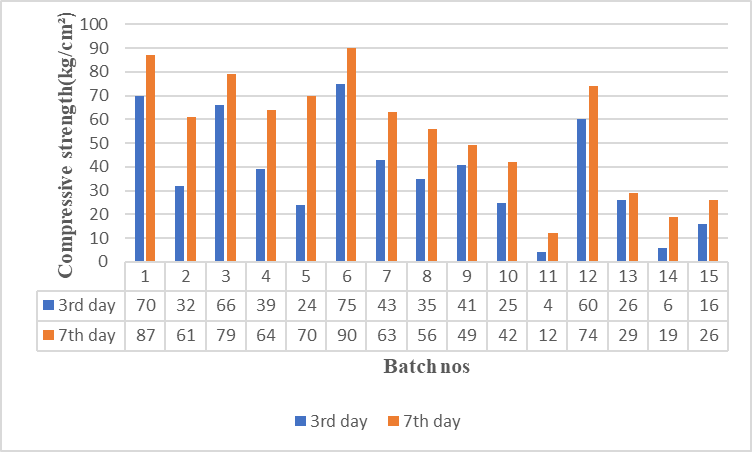 Compressive strength(kg/cm²)
100
90
80
70
60
50
40
30
20
10
0
1 2 3 4 5 6 7 8 9 10 11 12 13 14 15
3rd day 70 32 66 39 24 75 43 35 41 25 4 60 26 6 16
7th day 87 61 79 64 70 90 63 56 49 42 12 74 29 19 26
Batch nos
3rd day 7th day